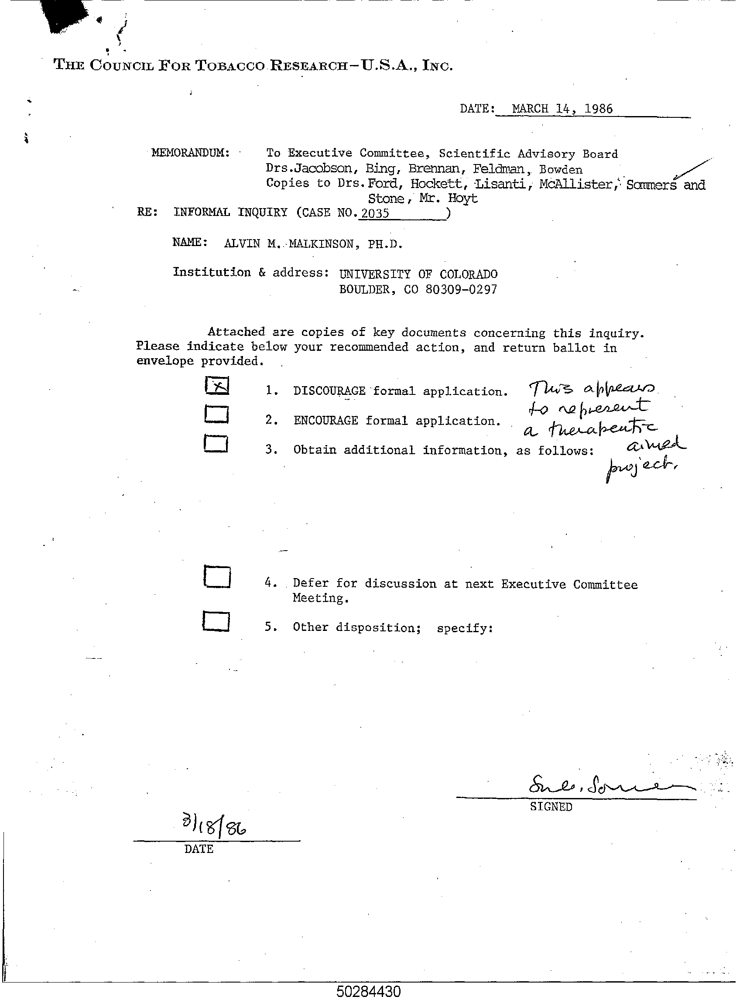 THE COUNCIL FOR TOBACCO RESEARCH-U.S.A., INC.
DATE: MARCH 14, 1986
MEMORANDUM: To Executive Committee, Scientific Advisory Board
Drs.Jacobson, Bing, Brennan, Feldman, Bowden
Copies to Drs. Ford, Hockett, Lisanti, McAllister, Sommers and
Stone, Mr. Hoyt
RE: INFORMAL INQUIRY (CASE NO. 2035 )
NAME: ALVIN M. MALKINSON, PH.D.
Institution & address: UNIVERSITY OF COLORADO
BOULDER, CO 80309-0297
Attached are copies of key documents concerning this inquiry.
Please indicate below your recommended action, and return ballot in
envelope provided.
X 1. DISCOURAGE formal application. This appears
to represent
2. ENCOURAGE formal application. a therapeutic
3. Obtain additional information, as follows: aimed
project.
4. Defer for discussion at next Executive Committee
Meeting.
5. Other disposition; specify:
SIGNED
3/18/86
DATE
50284430